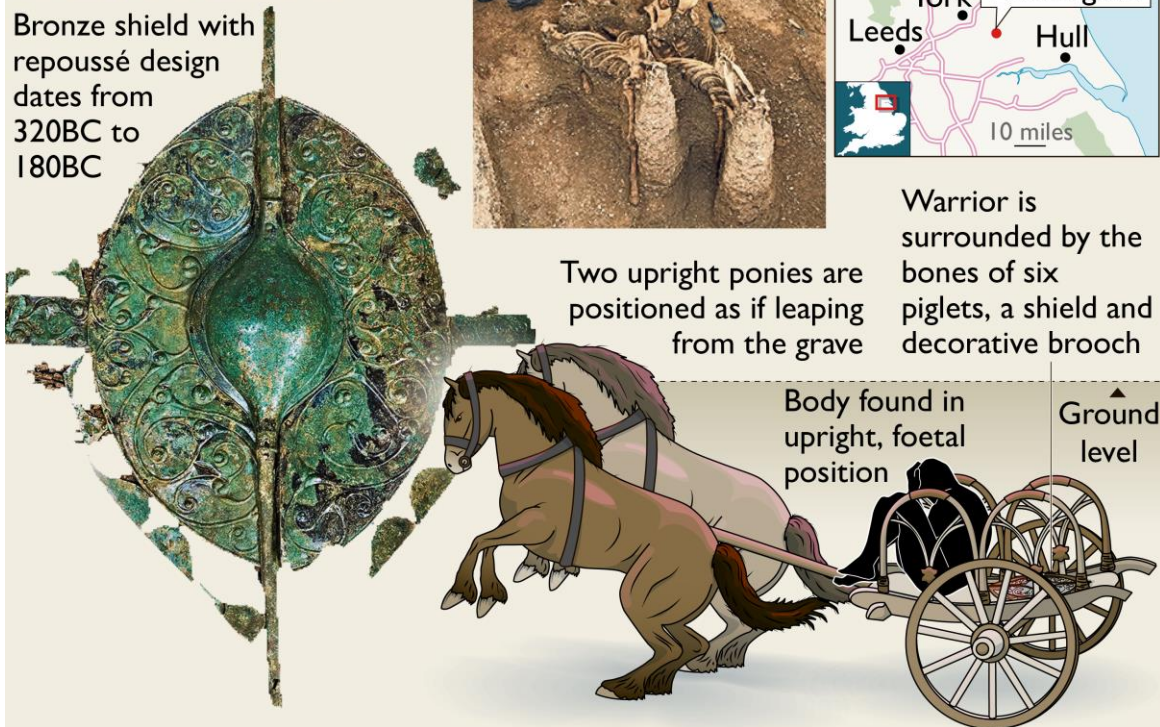 Bronze shield with
repoussé design
dates from
320BC to
180BC
Leeds
Hull
10 miles
Two upright ponies are
positioned as if leaping
from the grave
Warrior is
surrounded by the
bones of six
piglets, a shield and
decorative brooch
Body found in
upright, foetal
position
Ground
level